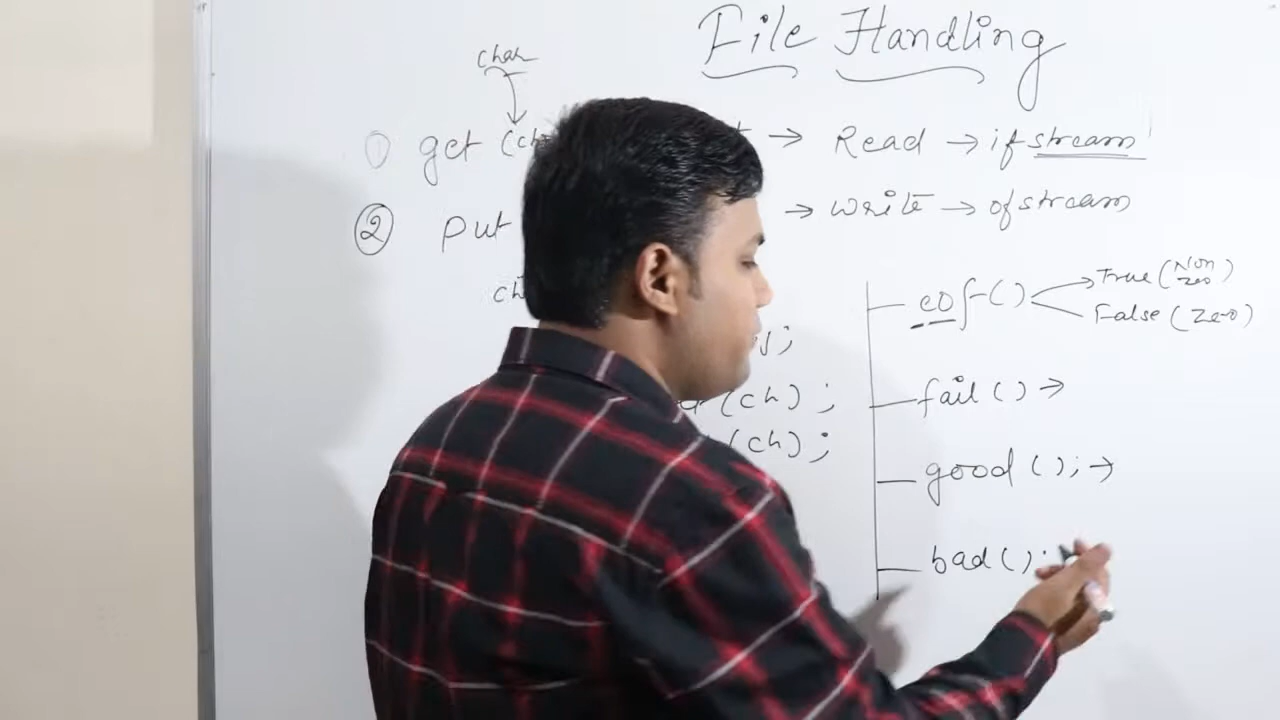 File Handling
char
① get (ch → Read → ifstream
② put → write → ofstream
ch
eof() True (Non zero)
False (Zero)
;
(ch) ;
fail () →
(ch) ;
good () ; →
bad () ;